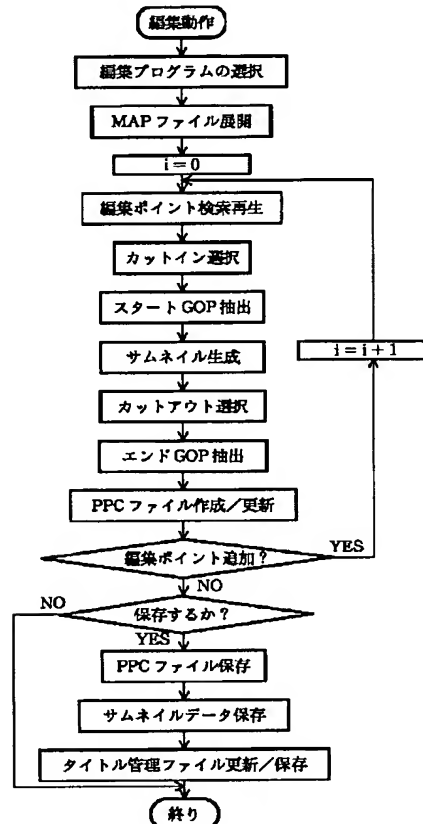 編集動作
編集プログラムの選択
MAPファイル展開
i=0
編集ポイント検索再生
カットイン選択
スタートGOP抽出
サムネイル生成
i=i+1
カットアウト選択
エンドGOP抽出
PPCファイル作成/更新
編集ポイント追加?
YES
NO
保存するか?
NO
YES
PPCファイル保存
サムネイルデータ保存
タイトル管理ファイル更新/保存
終り